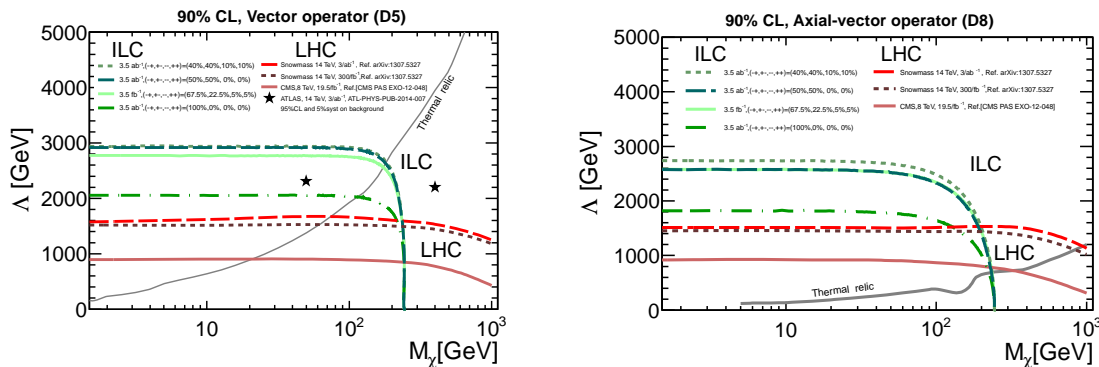 90% CL, Vector operator (D5)
Λ [GeV]
5000
4000
3000
2000
1000
0
ILC
3.5 ab⁻¹,(-+,+-,--,++)=(40%,40%,10%,10%)
3.5 ab⁻¹,(-+,+-,--,++)=(50%,50%, 0%, 0%)
3.5 fb⁻¹,(-+,+-,--,++)=(67.5%,22.5%,5%,5%)
3.5 ab⁻¹,(-+,+-,--,++)=(100%,0%, 0%, 0%)
LHC
Snowmass 14 TeV, 3/ab⁻¹, Ref. arXiv:1307.5327
Snowmass 14 TeV, 300/fb⁻¹,Ref. arXiv:1307.5327
CMS,8 TeV, 19.5/fb⁻¹, Ref.[CMS PAS EXO-12-048]
ATLAS, 14 TeV, 3/ab⁻¹, ATL-PHYS-PUB-2014-007
95%CL and 5%syst on background
Thermal relic
ILC
LHC
10
10²
10³
Mχ[GeV]
90% CL, Axial-vector operator (D8)
Λ [GeV]
5000
4000
3000
2000
1000
0
ILC
3.5 ab⁻¹,(-+,+-,--,++)=(40%,40%,10%,10%)
3.5 ab⁻¹,(-+,+-,--,++)=(50%,50%, 0%, 0%)
3.5 fb⁻¹,(-+,+-,--,++)=(67.5%,22.5%,5%,5%)
3.5 ab⁻¹,(-+,+-,--,++)=(100%,0%, 0%, 0%)
LHC
Snowmass 14 TeV, 3/ab⁻¹, Ref. arXiv:1307.5327
Snowmass 14 TeV, 300/fb⁻¹, Ref. arXiv:1307.5327
CMS,8 TeV, 19.5/fb⁻¹, Ref.[CMS PAS EXO-12-048]
ILC
LHC
Thermal relic
10
10²
10³
Mχ[GeV]